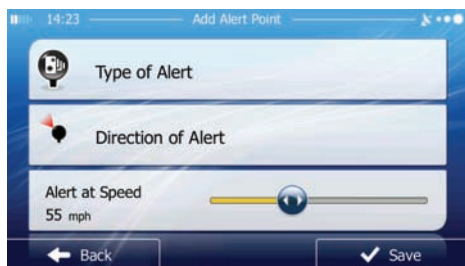 14:23 Add Alert Point
Type of Alert
Direction of Alert
Alert at Speed
55 mph
Back Save